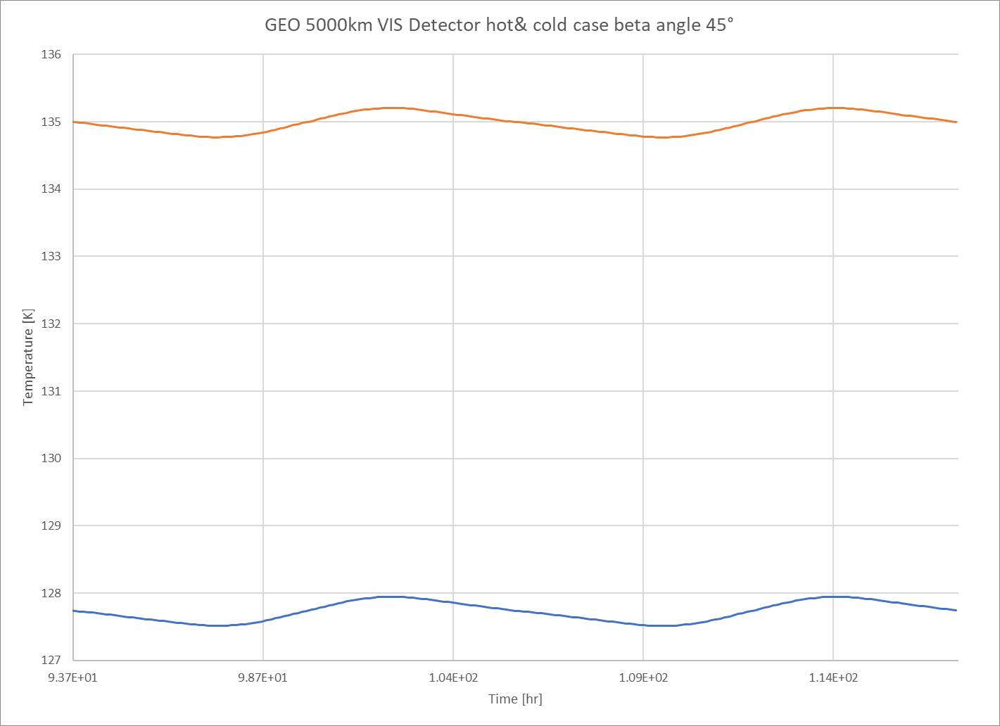 GEO 5000km VIS Detector hot& cold case beta angle 45°
136
135
134
133
132
131
130
129
128
127
Temperature [K]
9.37E+01 9.87E+01 1.04E+02 1.09E+02 1.14E+02
Time [hr]